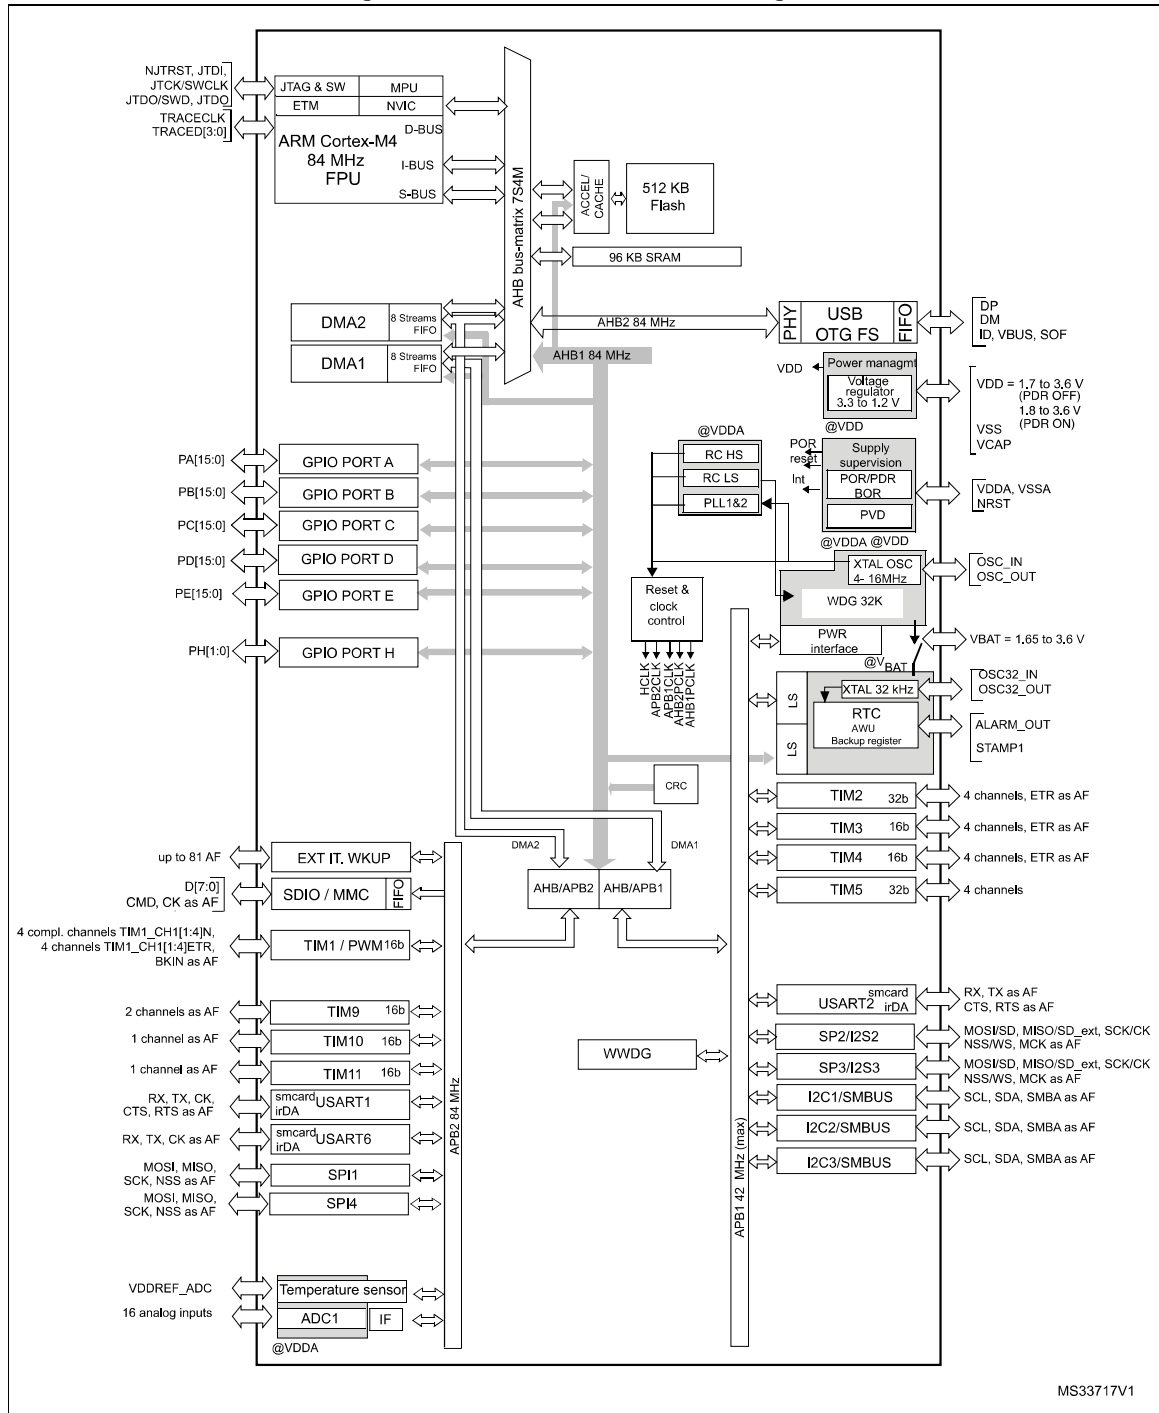 NJTRST, JTDI,
JTCK/SWCLK
JTDO/SWD, JTDO
TRACECLK
TRACED[3:0]
JTAG & SW
MPU
ETM
NVIC
D-BUS
ARM Cortex-M4
84 MHz
FPU
I-BUS
S-BUS
AHB bus-matrix 7S4M
ACCEL/
CACHE
512 KB
Flash
96 KB SRAM
DMA2
8 Streams
FIFO
DMA1
8 Streams
FIFO
AHB2 84 MHz
AHB1 84 MHz
PHY
USB
OTG FS
FIFO
DP
DM
ID, VBUS, SOF
VDD
Power managmt
Voltage
regulator
3.3 to 1.2 V
@VDD
VDD = 1.7 to 3.6 V
(PDR OFF)
1.8 to 3.6 V
(PDR ON)
VSS
VCAP
@VDDA
RC HS
RC LS
PLL1&2
POR
reset
Int
Supply
supervision
POR/PDR
BOR
PVD
VDDA, VSSA
NRST
@VDDA @VDD
XTAL OSC
4- 16MHz
WDG 32K
OSC_IN
OSC_OUT
PA[15:0]
GPIO PORT A
PB[15:0]
GPIO PORT B
PC[15:0]
GPIO PORT C
PD[15:0]
GPIO PORT D
PE[15:0]
GPIO PORT E
PH[1:0]
GPIO PORT H
Reset &
clock
control
HCLK
APB2CLK
APB1CLK
AHB2PCLK
AHB1PCLK
PWR
interface
VBAT = 1.65 to 3.6 V
@VBAT
LS
LS
XTAL 32 kHz
RTC
AWU
Backup register
OSC32_IN
OSC32_OUT
ALARM_OUT
STAMP1
CRC
DMA2
DMA1
AHB/APB2
AHB/APB1
TIM2 32b
4 channels, ETR as AF
TIM3 16b
4 channels, ETR as AF
TIM4 16b
4 channels, ETR as AF
TIM5 32b
4 channels
up to 81 AF
EXT IT. WKUP
D[7:0]
CMD, CK as AF
SDIO / MMC
FIFO
4 compl. channels TIM1_CH1[1:4]N,
4 channels TIM1_CH1[1:4]ETR,
BKIN as AF
TIM1 / PWM 16b
2 channels as AF
TIM9 16b
1 channel as AF
TIM10 16b
1 channel as AF
TIM11 16b
RX, TX, CK,
CTS, RTS as AF
smcard
irDA
USART1
RX, TX, CK as AF
smcard
irDA
USART6
MOSI, MISO,
SCK, NSS as AF
SPI1
MOSI, MISO,
SCK, NSS as AF
SPI4
VDDREF_ADC
Temperature sensor
16 analog inputs
ADC1
IF
@VDDA
APB2 84 MHz
WWDG
APB1 42 MHz (max)
smcard
USART2 irDA
RX, TX as AF
CTS, RTS as AF
SP2/I2S2
MOSI/SD, MISO/SD_ext, SCK/CK
NSS/WS, MCK as AF
SP3/I2S3
MOSI/SD, MISO/SD_ext, SCK/CK
NSS/WS, MCK as AF
I2C1/SMBUS
SCL, SDA, SMBA as AF
I2C2/SMBUS
SCL, SDA, SMBA as AF
I2C3/SMBUS
SCL, SDA, SMBA as AF
MS33717V1